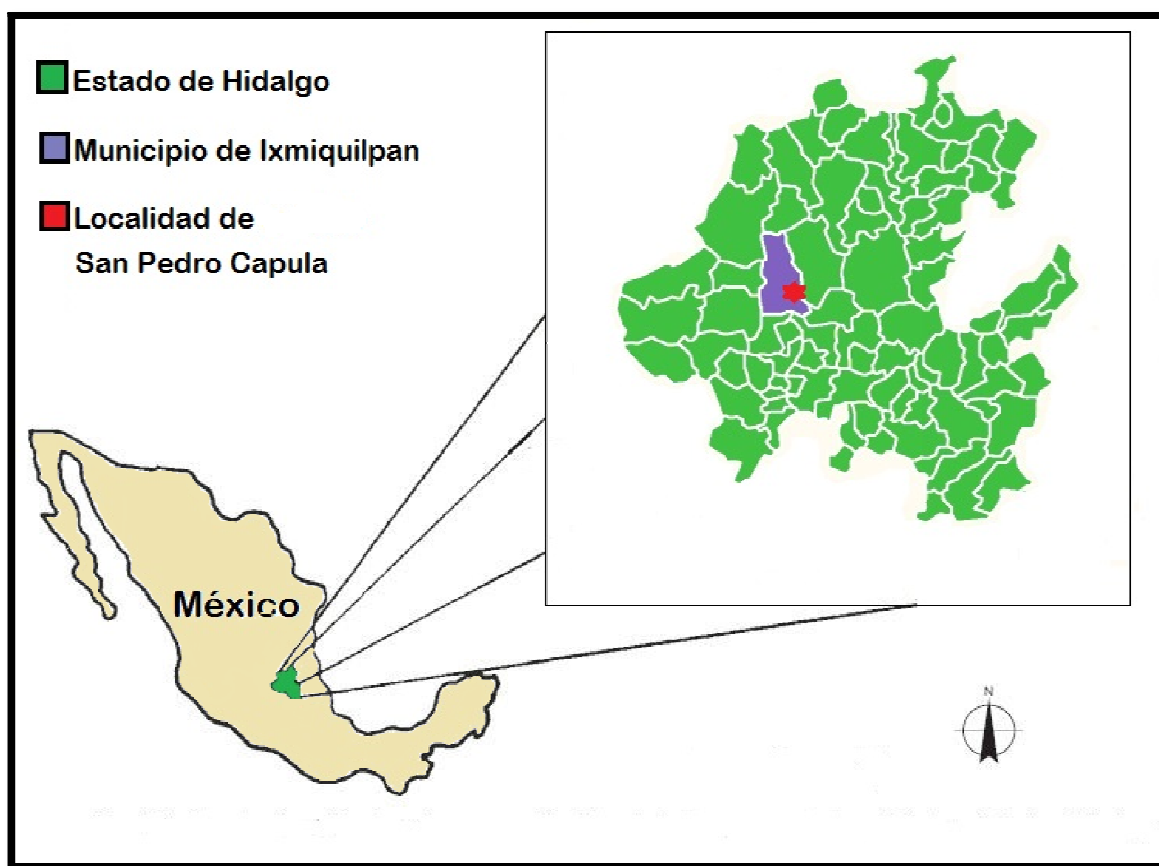 Estado de Hidalgo
Municipio de Ixmiquilpan
Localidad de
San Pedro Capula
México
N